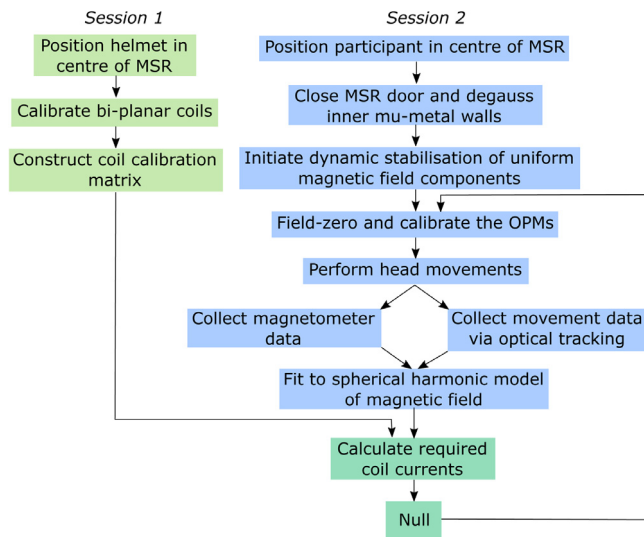 Session 1
Position helmet in
centre of MSR
Calibrate bi-planar coils
Construct coil calibration
matrix
Session 2
Position participant in centre of MSR
Close MSR door and degauss
inner mu-metal walls
Initiate dynamic stabilisation of uniform
magnetic field components
Field-zero and calibrate the OPMs
Perform head movements
Collect magnetometer
data
Collect movement data
via optical tracking
Fit to spherical harmonic model
of magnetic field
Calculate required
coil currents
Null